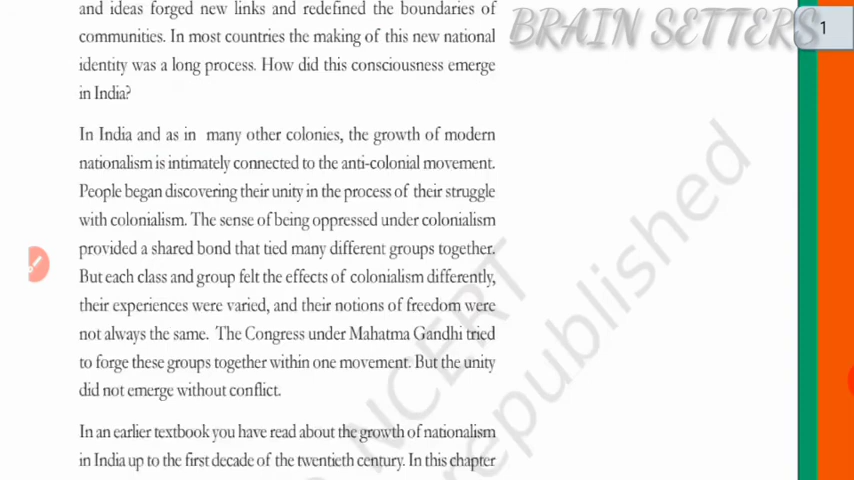 and ideas forged new links and redefined the boundaries of
BRAIN SETTERS
1
communities. In most countries the making of this new national
identity was a long process. How did this consciousness emerge
in India?
In India and as in many other colonies, the growth of modern
nationalism is intimately connected to the anti-colonial movement.
People began discovering their unity in the process of their struggle
with colonialism. The sense of being oppressed under colonialism
provided a shared bond that tied many different groups together.
But each class and group felt the effects of colonialism differently,
their experiences were varied, and their notions of freedom were
not always the same. The Congress under Mahatma Gandhi tried
to forge these groups together within one movement. But the unity
did not emerge without conflict.
In an earlier textbook you have read about the growth of nationalism
in India up to the first decade of the twentieth century. In this chapter
NCERT
republished